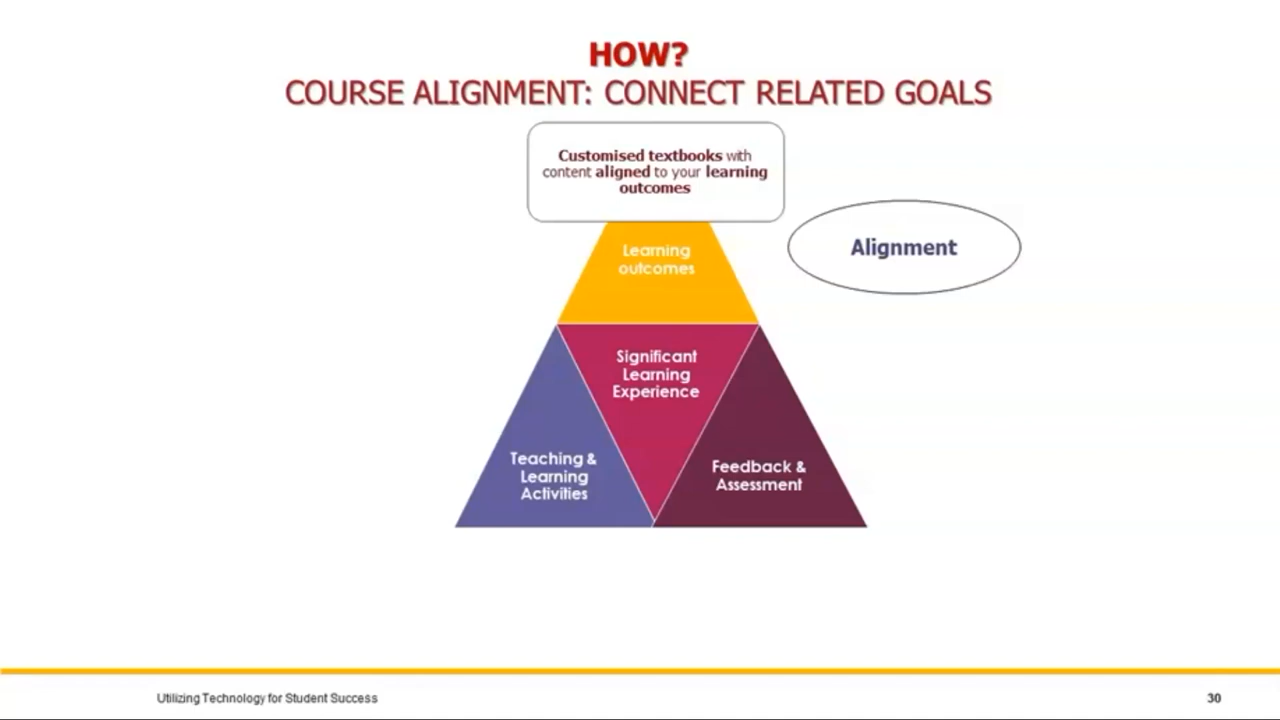 HOW?
COURSE ALIGNMENT: CONNECT RELATED GOALS
Customised textbooks with
content aligned to your learning
outcomes
Alignment
Learning
outcomes
Significant
Learning
Experience
Teaching &
Learning
Activities
Feedback &
Assessment
Utilizing Technology for Student Success
30